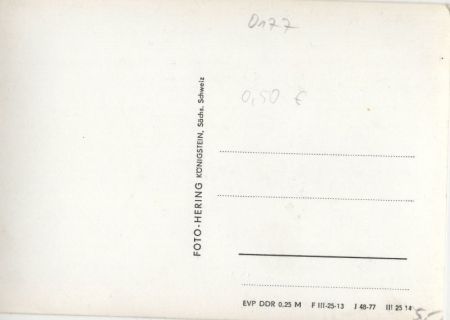 0177
0,50 €
FOTO-HERING KÖNIGSTEIN, Sächs. Schweiz
EVP DDR 0,25 M F III-25-13 J 48-77 III 25 14